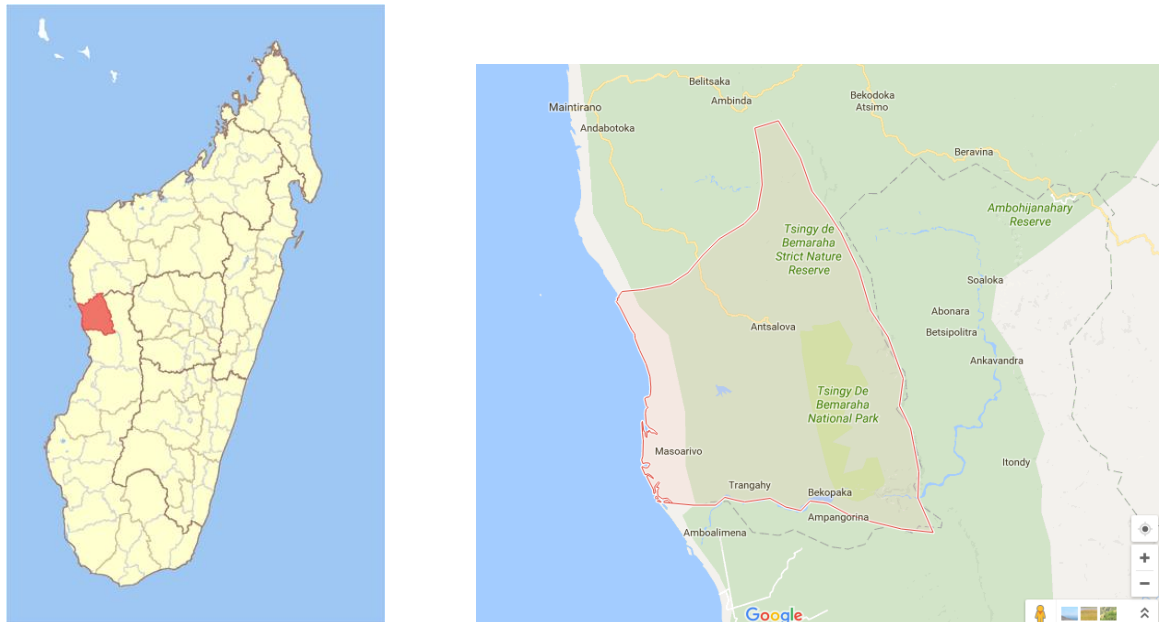 Belitsaka
Maintirano
Ambinda
Bekodoka
Atsimo
Andabotoka
Beravina
Ambohijanahary
Reserve
Tsingy de
Bemaraha
Strict Nature
Reserve
Soaloka
Abonara
Antsalova
Betsipolitra
Ankavandra
Tsingy De
Bemaraha
National Park
Masoarivo
Itondy
Trangahy
Bekopaka
Ampangorina
Amboalimena
Google